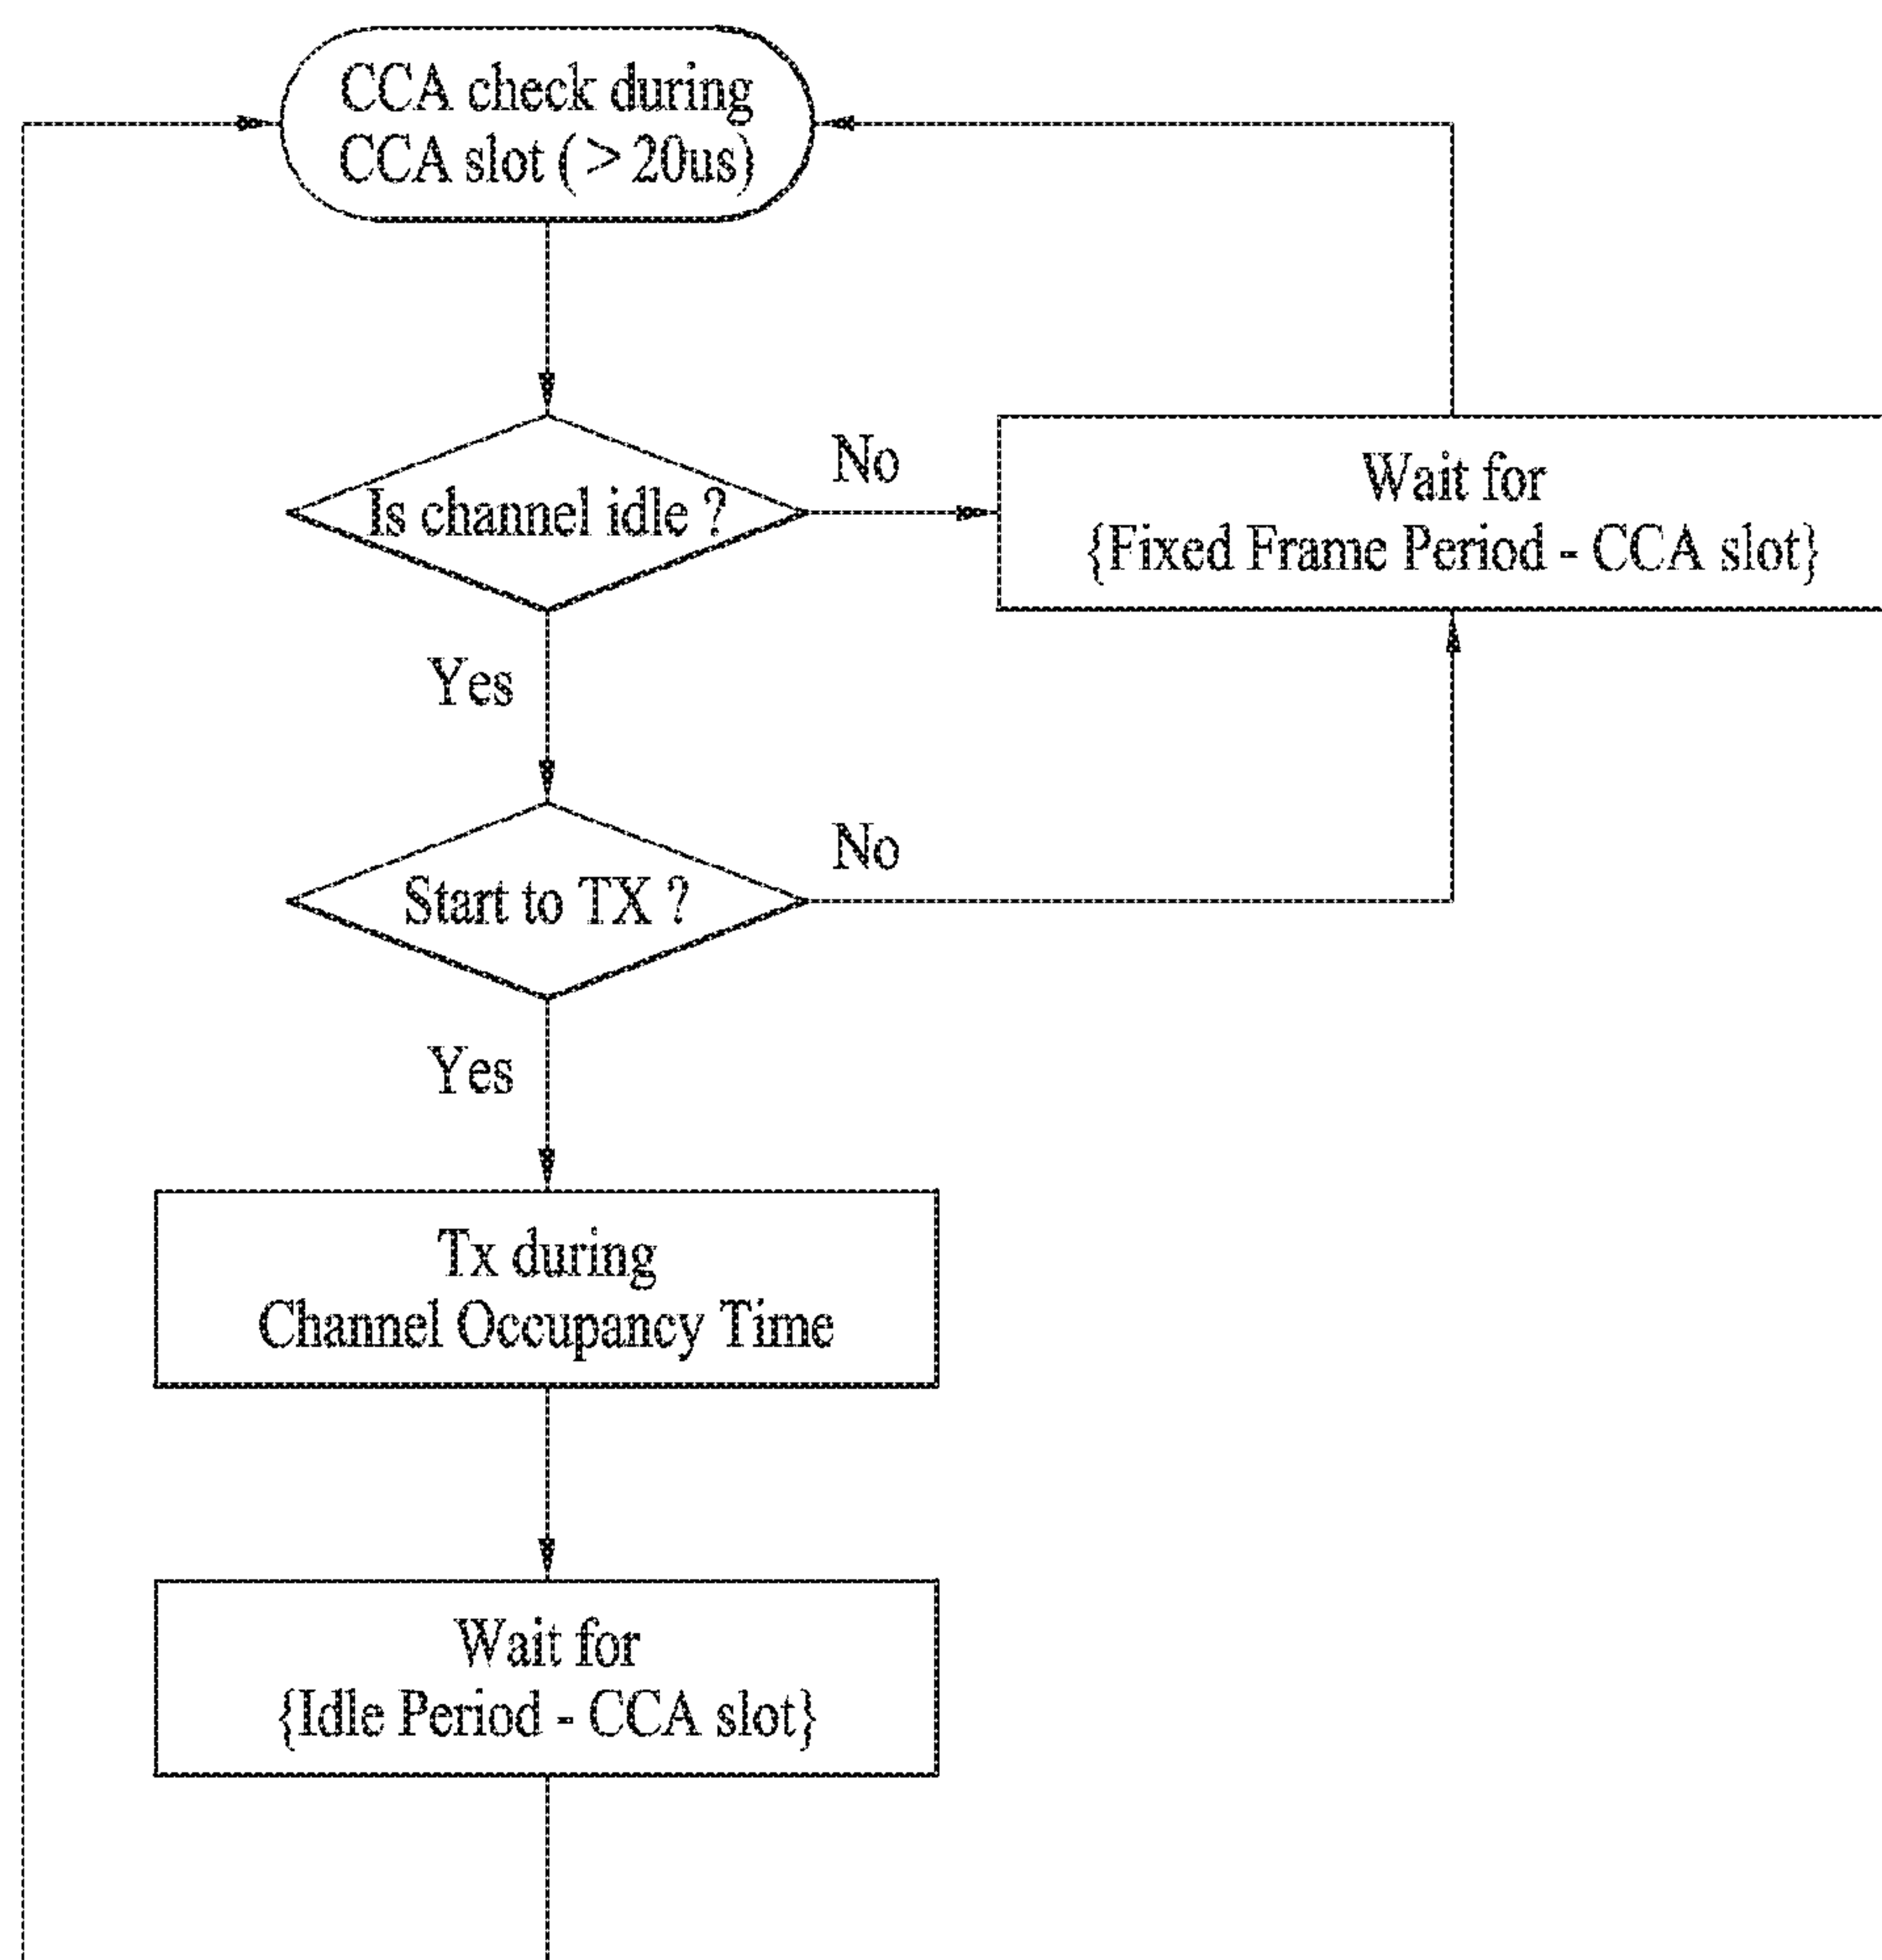 CCA check during
CCA slot ( > 20us)
Is channel idle ?
No
Wait for
{Fixed Frame Period - CCA slot}
Yes
Start to TX ?
No
Yes
Tx during
Channel Occupancy Time
Wait for
{Idle Period - CCA slot}